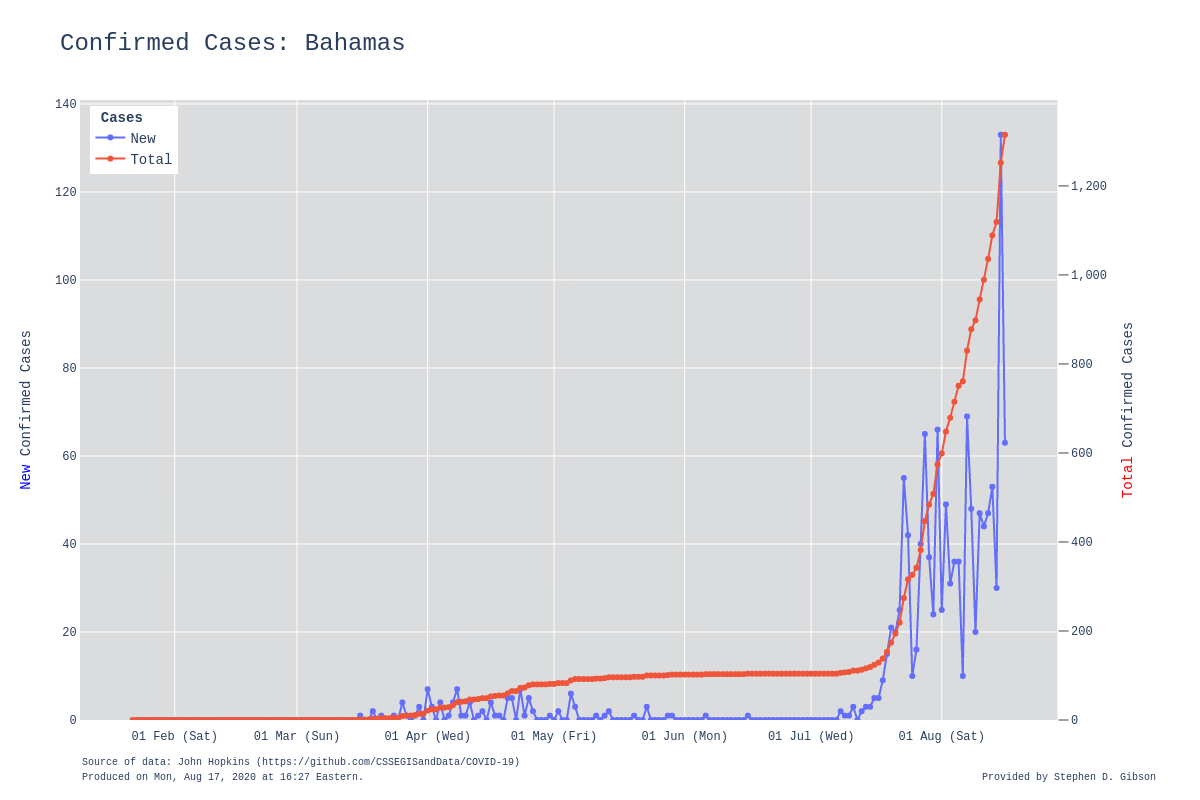 Confirmed Cases: Bahamas
Cases
New
Total
140
120
100
80
60
40
20
0
1,200
1,000
800
600
400
200
0
New Confirmed Cases
Total Confirmed Cases
01 Feb (Sat) 01 Mar (Sun) 01 Apr (Wed) 01 May (Fri) 01 Jun (Mon) 01 Jul (Wed) 01 Aug (Sat)
Source of data: John Hopkins (https://github.com/CSSEGISandData/COVID-19)
Produced on Mon, Aug 17, 2020 at 16:27 Eastern.
Provided by Stephen D. Gibson